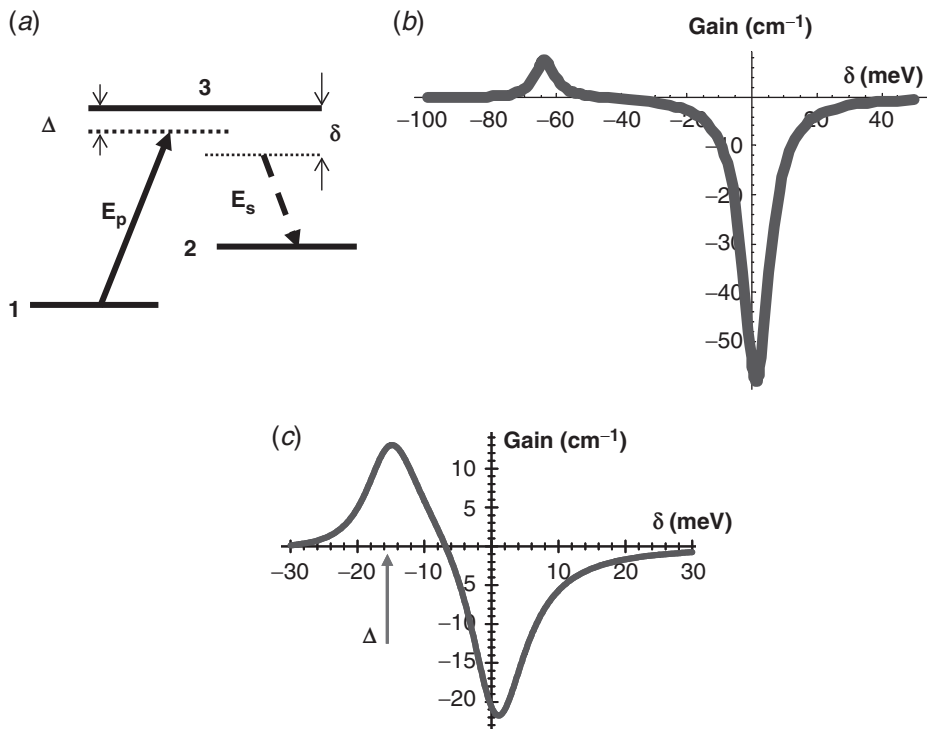 (a)
3
Δ
δ
E_p
E_s
2
1
(b)
Gain (cm⁻¹)
δ (meV)
−100 −80 −60 −40 −20 20 40
−10
−20
−30
−40
−50
(c)
Gain (cm⁻¹)
10
5
δ (meV)
−30 −20 −10 10 20 30
5
−10
−15
−20
Δ